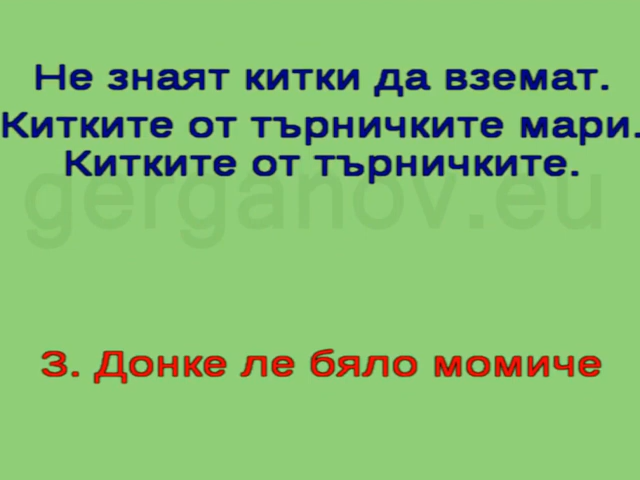 Не знаят китки да вземат.
Китките от търничките мари.
Китките от търничките.
gerganov.eu
3. Донке ле бяло момиче